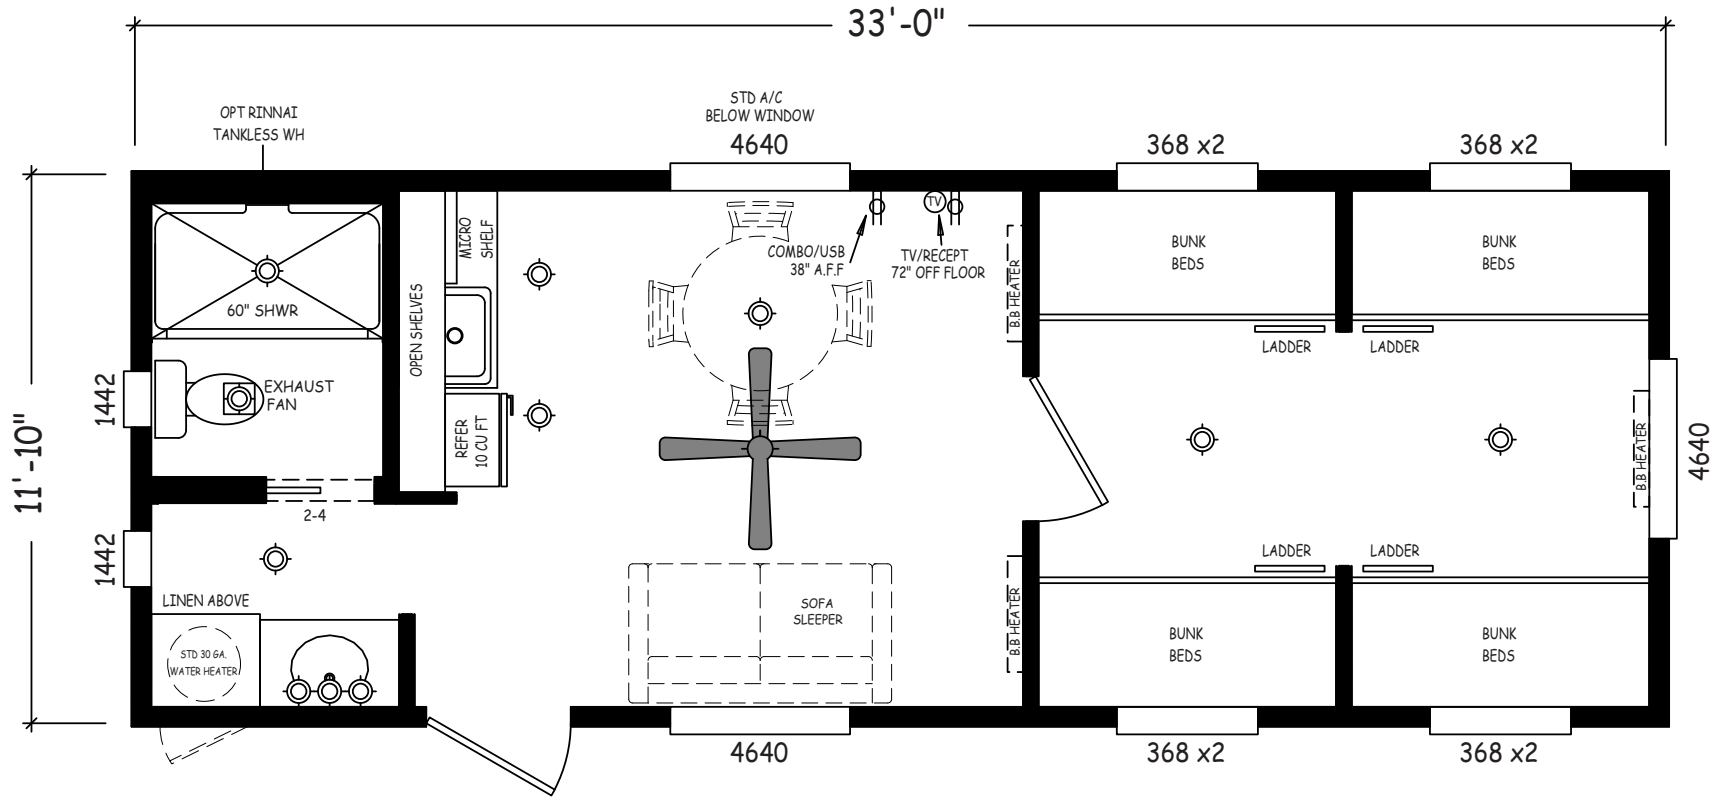 33'-0"
OPT RINNAI
TANKLESS WH
STD A/C
BELOW WINDOW
4640
368 x2
368 x2
11'-10"
1442
1442
60" SHWR
EXHAUST
FAN
2-4
LINEN ABOVE
STD 30 GA.
WATER HEATER
OPEN SHELVES
MICRO
SHELF
REFER
10 CU FT
COMBO/USB
38" A.F.F
TV
TV/RECEPT
72" OFF FLOOR
B.B HEATER
BUNK
BEDS
BUNK
BEDS
LADDER
LADDER
B.B HEATER
4640
LADDER
LADDER
SOFA
SLEEPER
B.B HEATER
BUNK
BEDS
BUNK
BEDS
4640
368 x2
368 x2